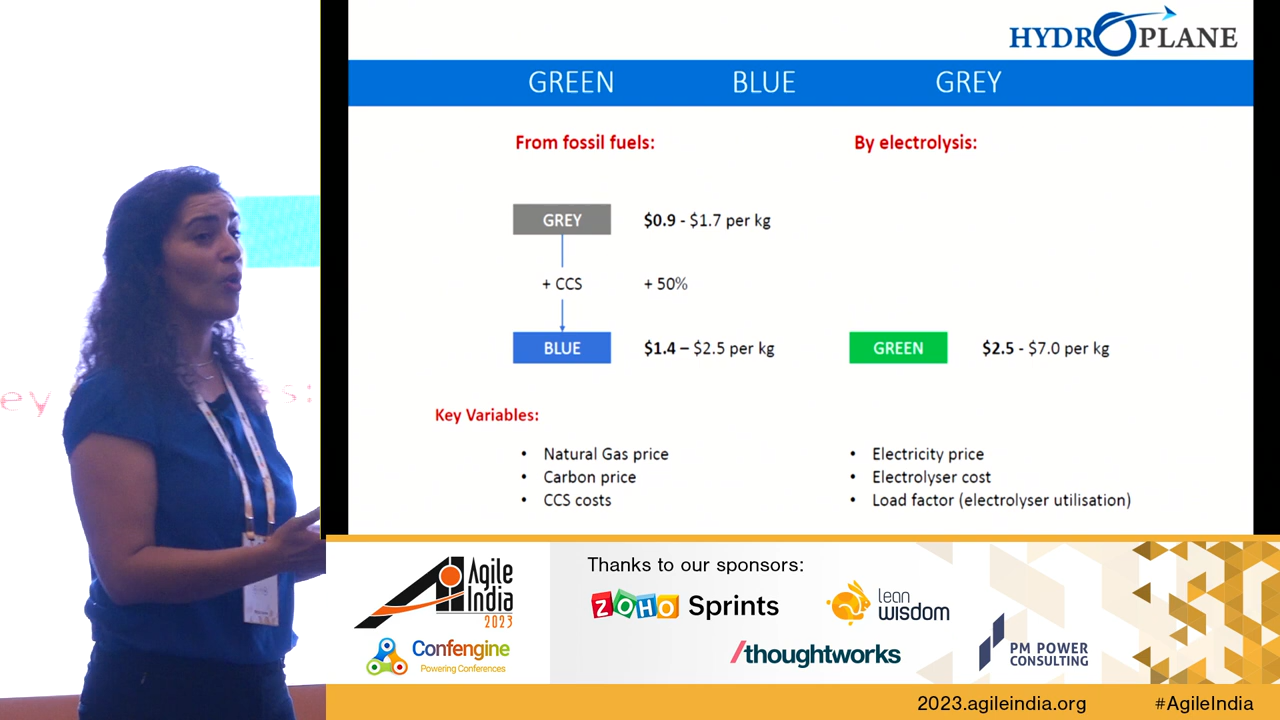 HYDROPLANE
GREEN BLUE GREY
From fossil fuels: By electrolysis:
GREY $0.9 - $1.7 per kg
+ CCS + 50%
BLUE $1.4 – $2.5 per kg GREEN $2.5 - $7.0 per kg
Key Variables:
• Natural Gas price
• Carbon price
• CCS costs
• Electricity price
• Electrolyser cost
• Load factor (electrolyser utilisation)
ey
s:
Agile
India
2023
Confengine
Powering Conferences
Thanks to our sponsors:
ZOHO Sprints
lean
wisdom
/thoughtworks
PM POWER
CONSULTING
2023.agileindia.org #AgileIndia